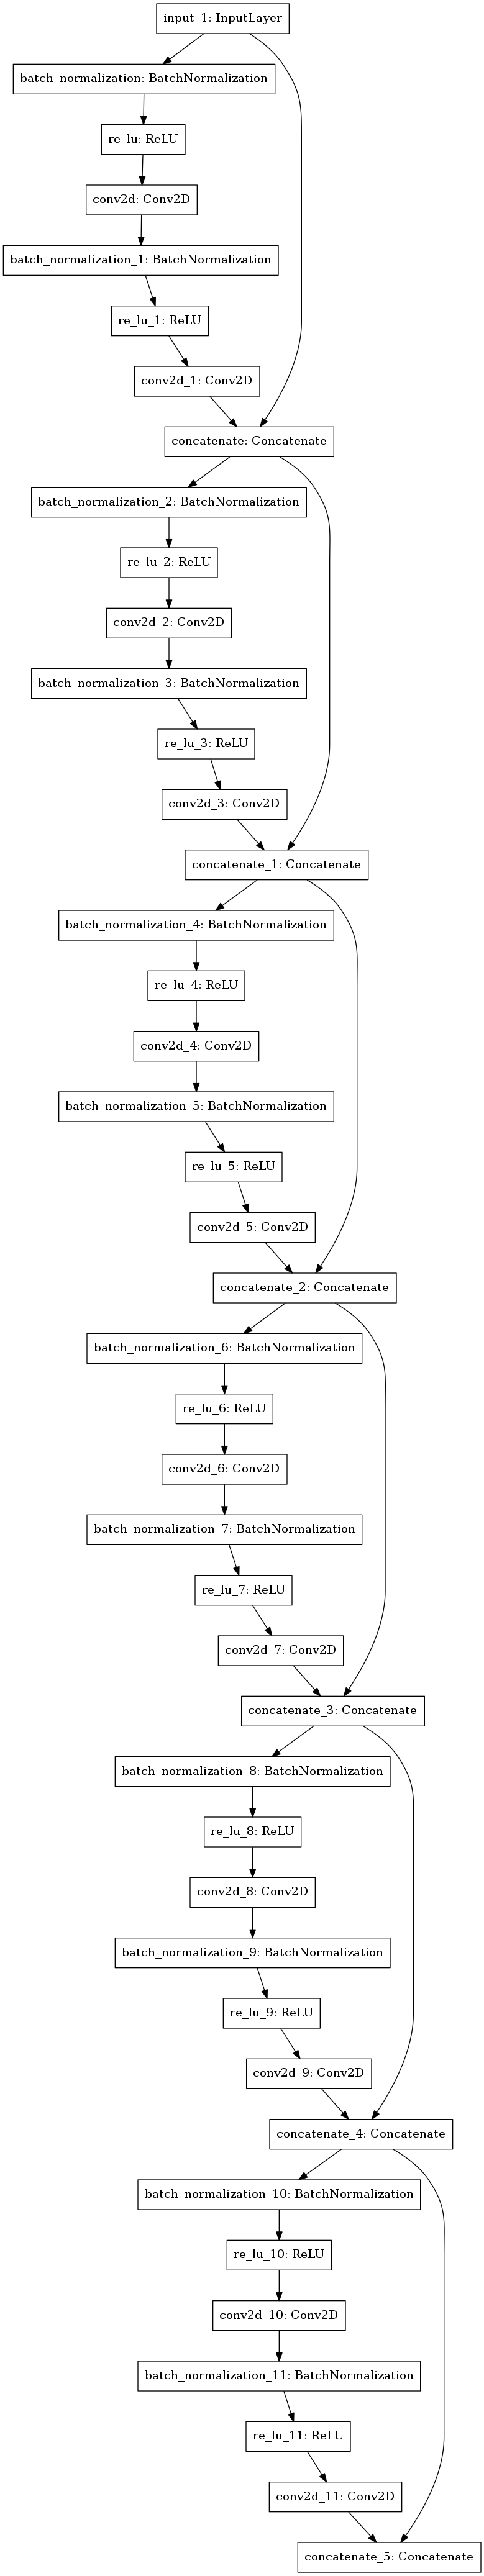 input_1: InputLayer
batch_normalization: BatchNormalization
re_lu: ReLU
conv2d: Conv2D
batch_normalization_1: BatchNormalization
re_lu_1: ReLU
conv2d_1: Conv2D
concatenate: Concatenate
batch_normalization_2: BatchNormalization
re_lu_2: ReLU
conv2d_2: Conv2D
batch_normalization_3: BatchNormalization
re_lu_3: ReLU
conv2d_3: Conv2D
concatenate_1: Concatenate
batch_normalization_4: BatchNormalization
re_lu_4: ReLU
conv2d_4: Conv2D
batch_normalization_5: BatchNormalization
re_lu_5: ReLU
conv2d_5: Conv2D
concatenate_2: Concatenate
batch_normalization_6: BatchNormalization
re_lu_6: ReLU
conv2d_6: Conv2D
batch_normalization_7: BatchNormalization
re_lu_7: ReLU
conv2d_7: Conv2D
concatenate_3: Concatenate
batch_normalization_8: BatchNormalization
re_lu_8: ReLU
conv2d_8: Conv2D
batch_normalization_9: BatchNormalization
re_lu_9: ReLU
conv2d_9: Conv2D
concatenate_4: Concatenate
batch_normalization_10: BatchNormalization
re_lu_10: ReLU
conv2d_10: Conv2D
batch_normalization_11: BatchNormalization
re_lu_11: ReLU
conv2d_11: Conv2D
concatenate_5: Concatenate